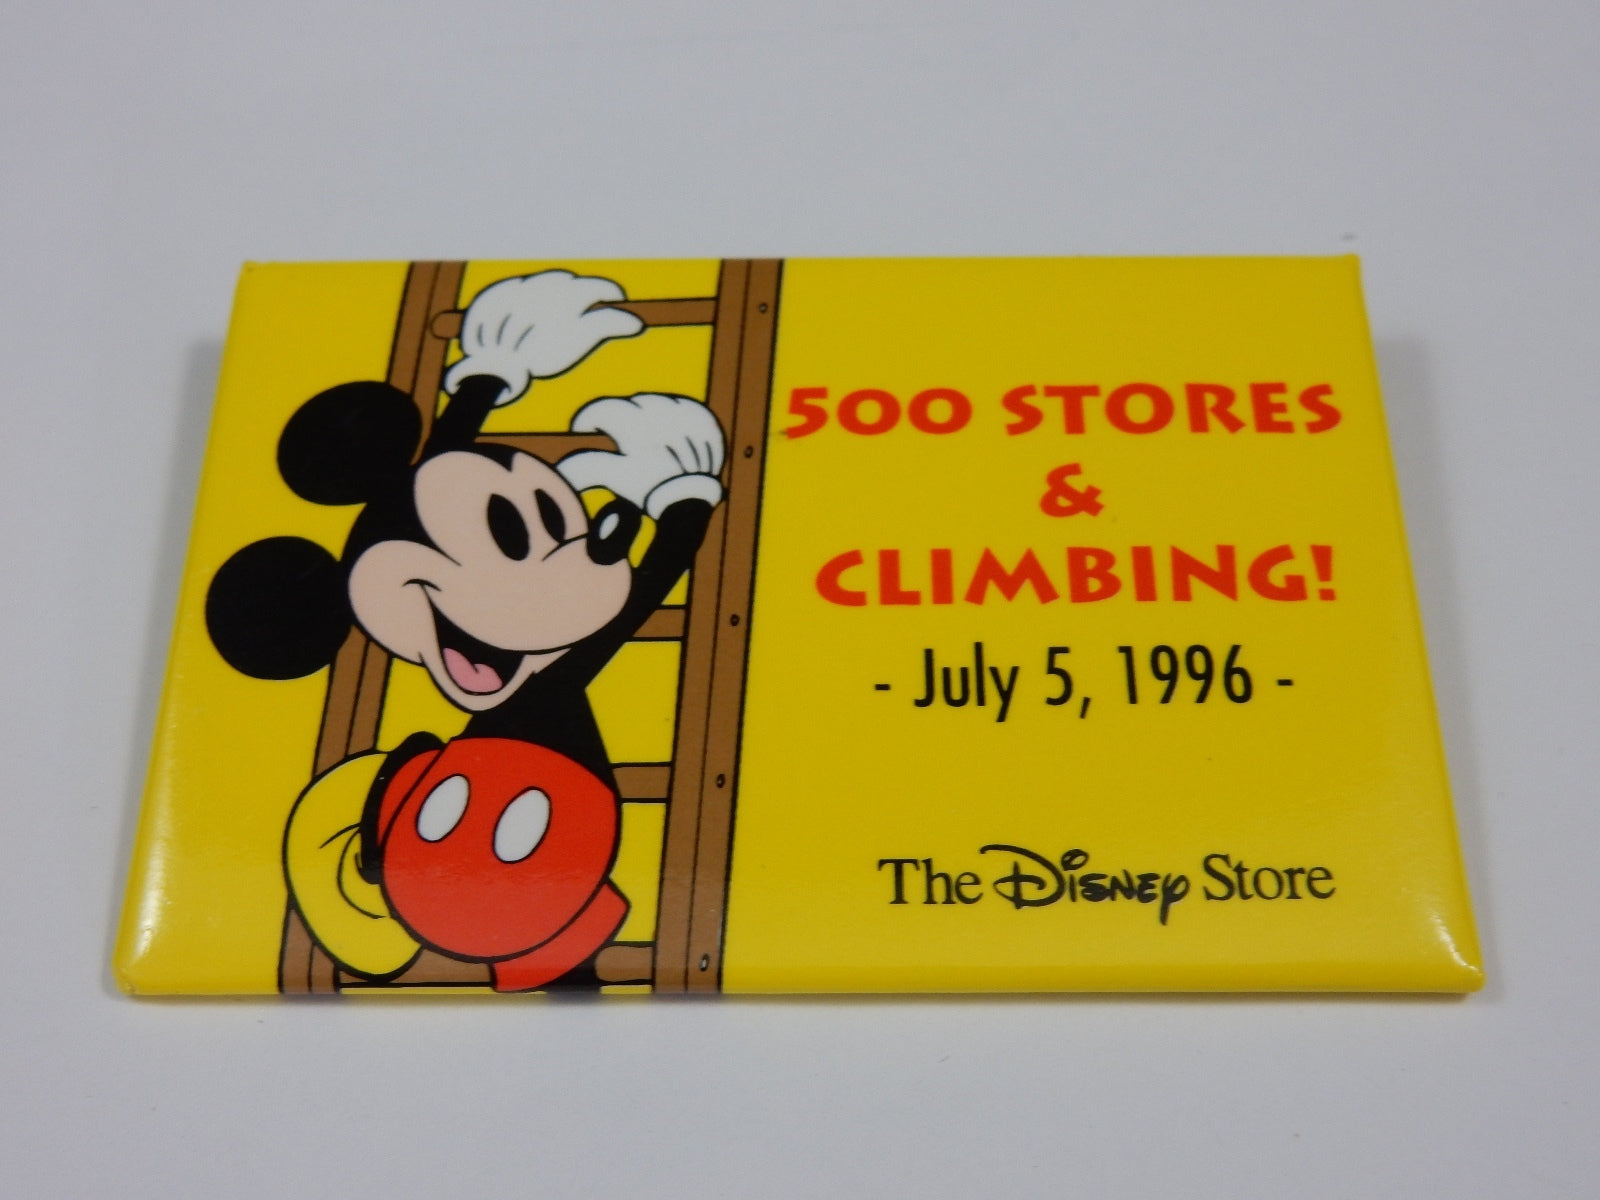 500 STORES
&
CLIMBING!
- July 5, 1996 -
The Disney Store